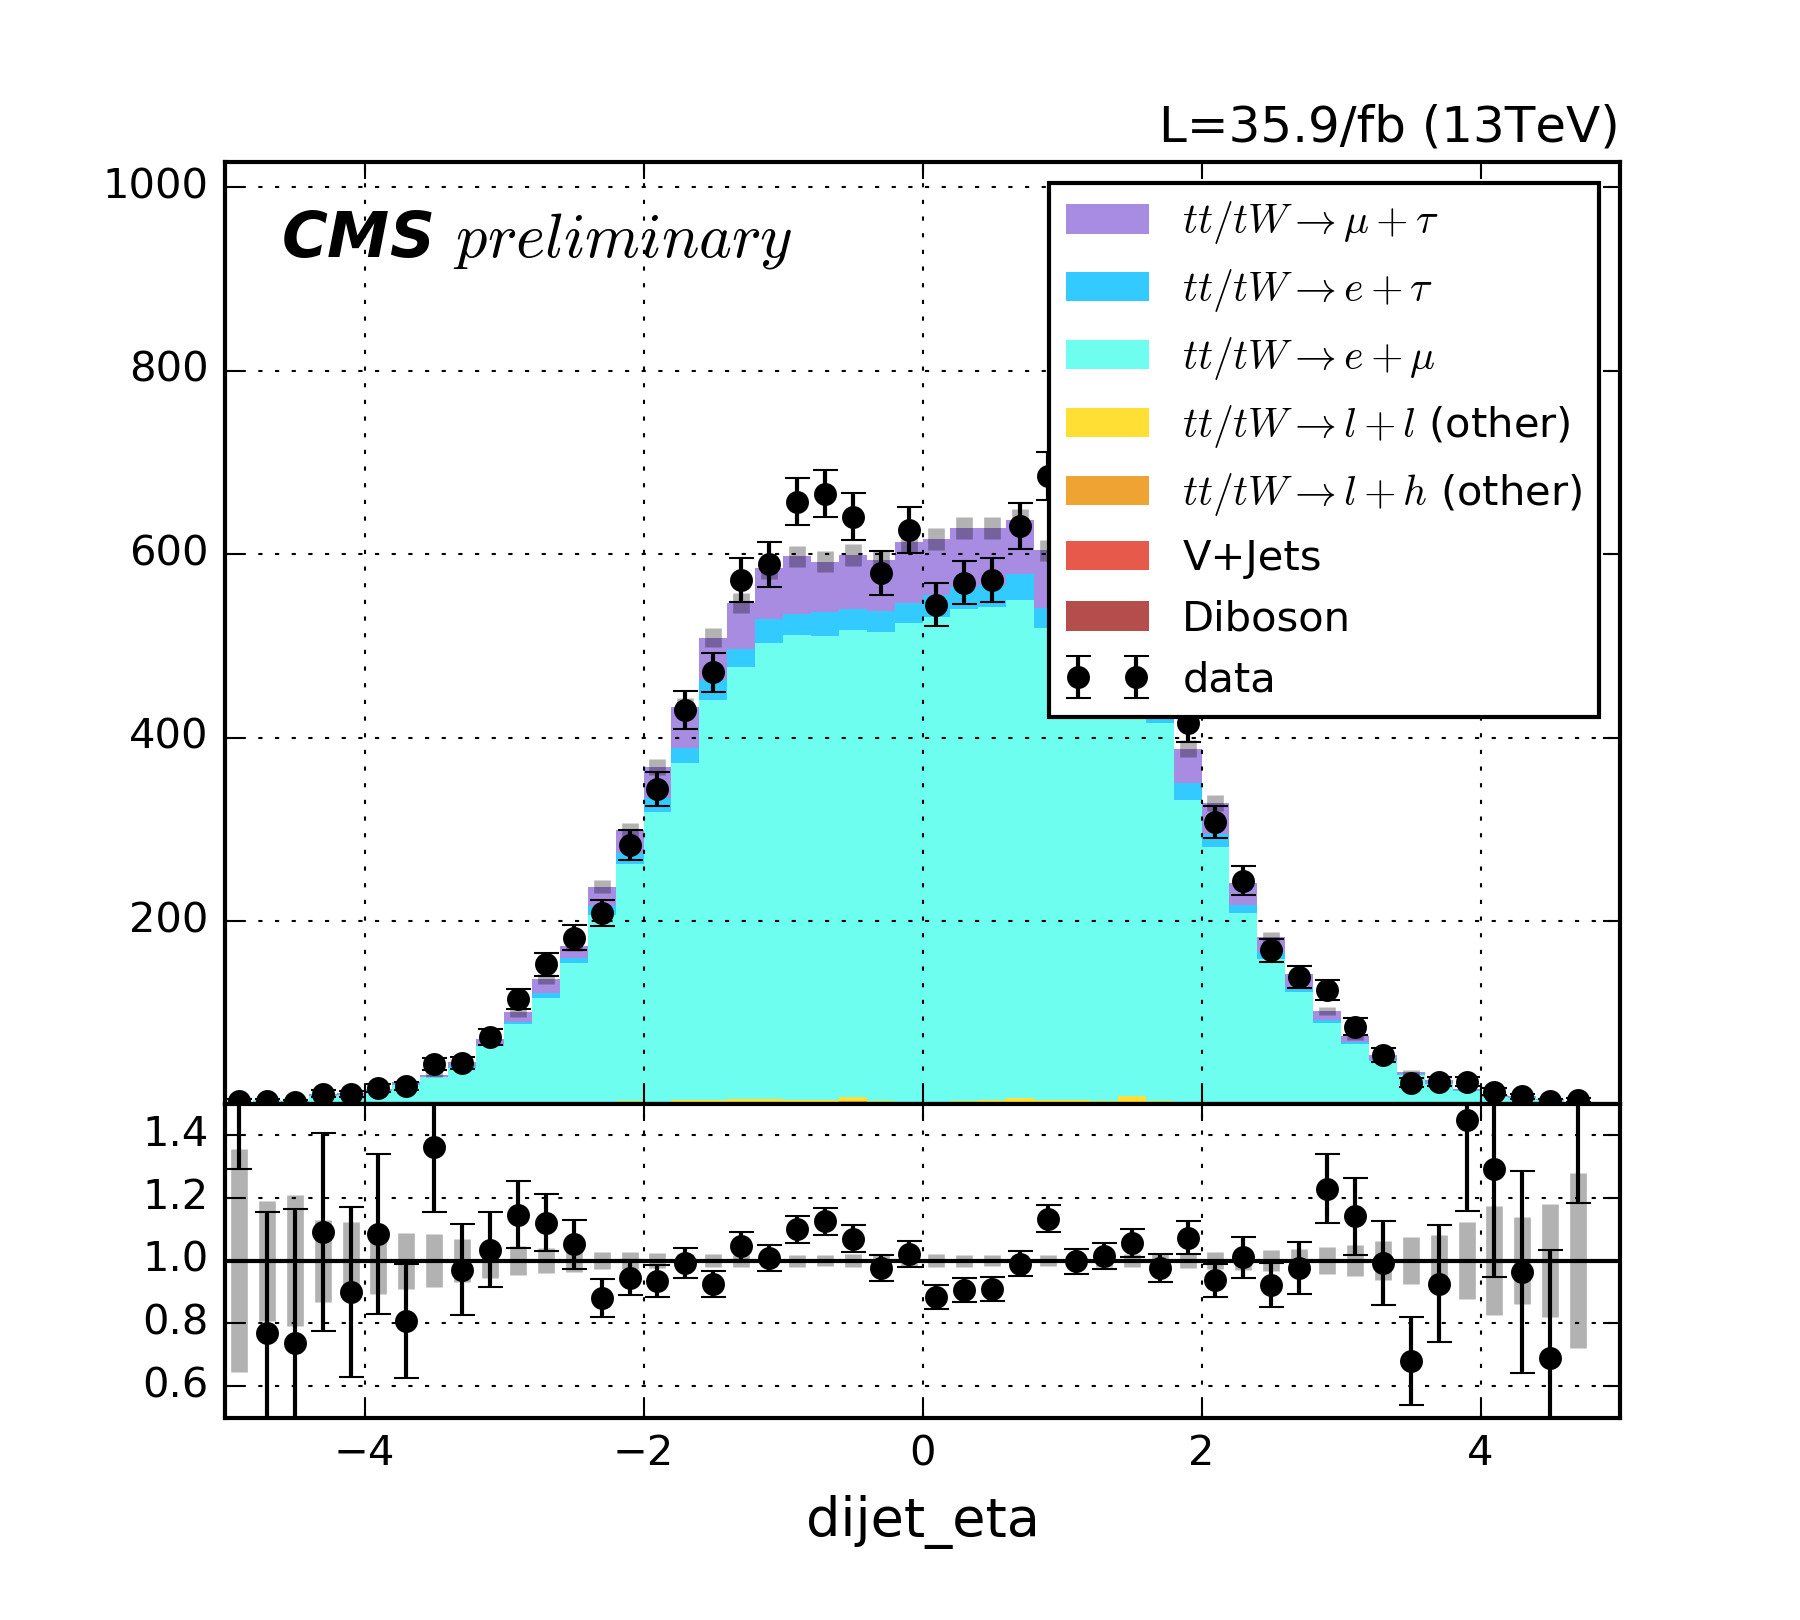 L=35.9/fb (13TeV)
CMS preliminary
1000
800
600
400
200
tt/tW→μ+τ
tt/tW→e+τ
tt/tW→e+μ
tt/tW→l+l (other)
tt/tW→l+h (other)
V+Jets
Diboson
data
1.4
1.2
1.0
0.8
0.6
−4 −2 0 2 4
dijet_eta